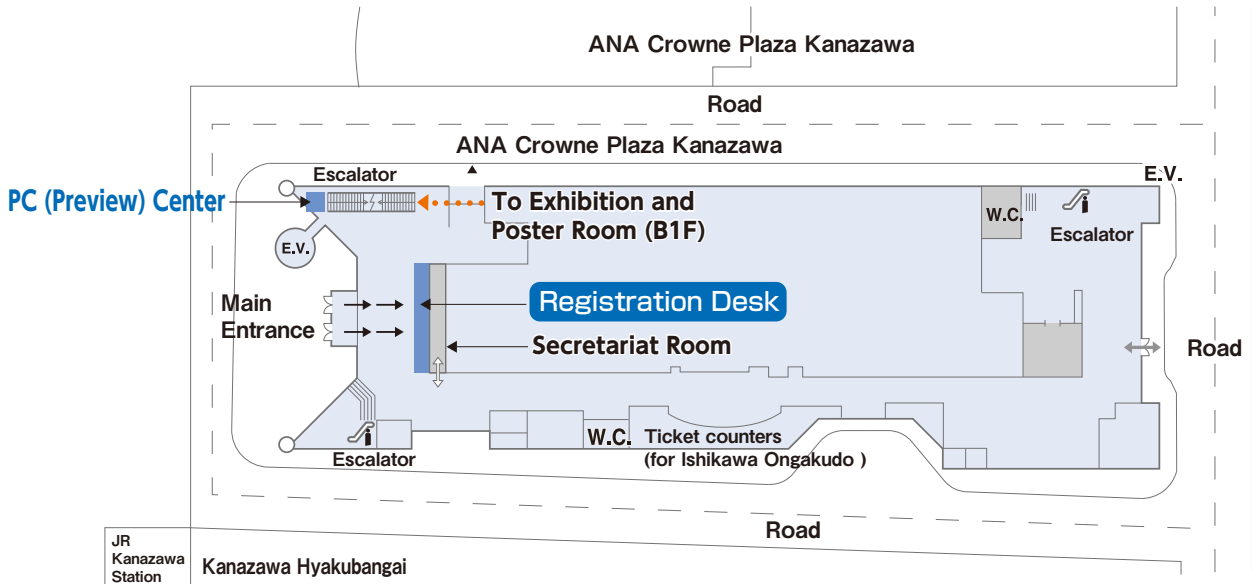 ANA Crowne Plaza Kanazawa
Road
ANA Crowne Plaza Kanazawa
Escalator
E.V.
PC (Preview) Center
To Exhibition and
Poster Room (B1F)
W.C.
Escalator
E.V.
Main
Entrance
Registration Desk
Secretariat Room
Road
W.C.
Ticket counters
(for Ishikawa Ongakudo )
Escalator
Road
JR
Kanazawa
Station
Kanazawa Hyakubangai